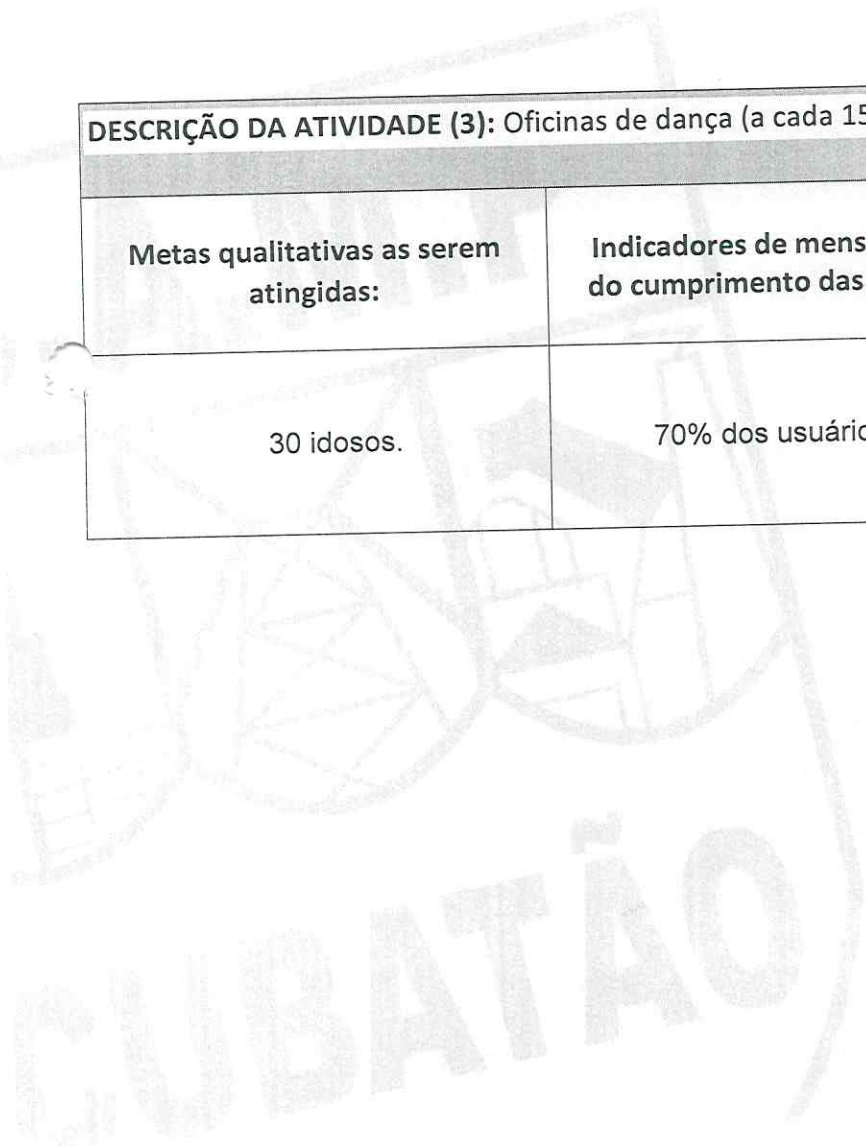 DESCRIÇÃO DA ATIVIDADE (3): Oficinas de dança (a cada 15
Metas qualitativas as serem
atingidas:
Indicadores de mens
do cumprimento das
30 idosos.
70% dos usuário
CUBATÃO